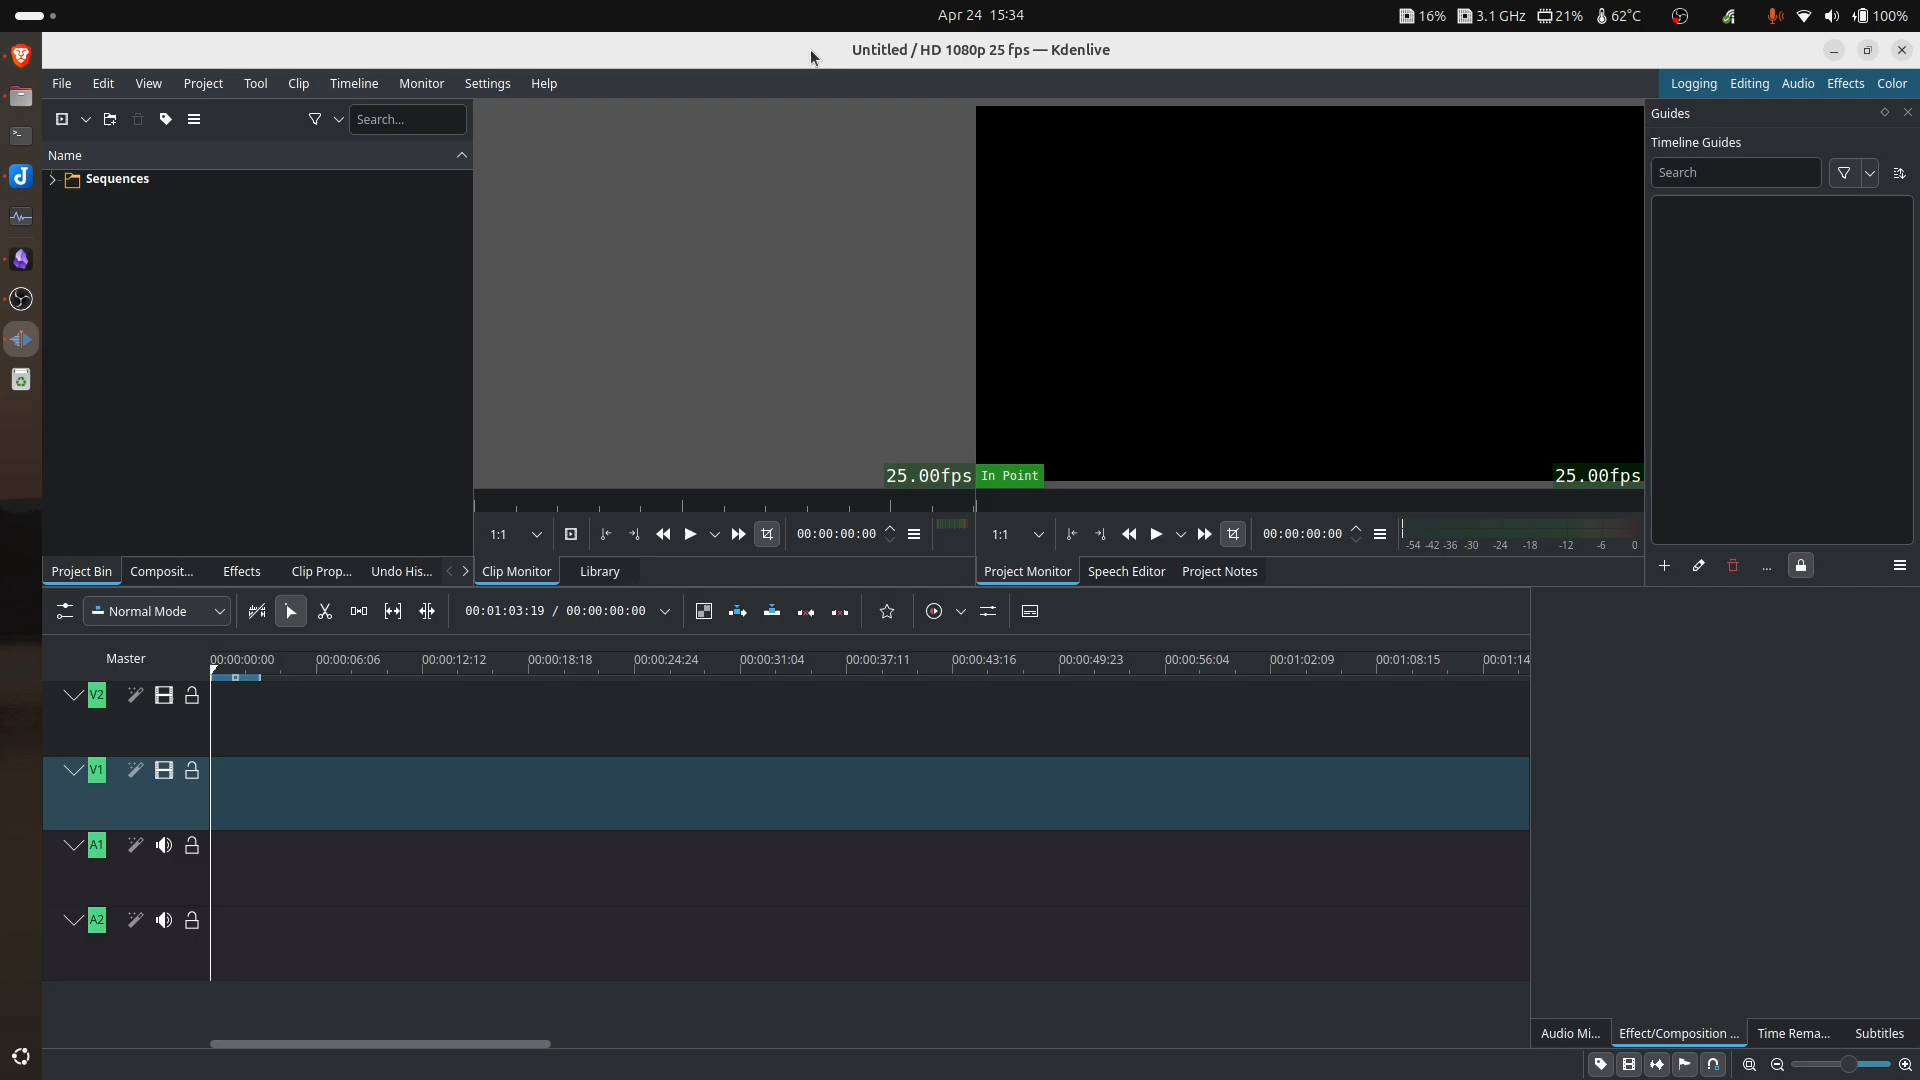 Apr 24 15:34
16% 3.1 GHz 21% 62°C 100%
Untitled / HD 1080p 25 fps — Kdenlive
File Edit View Project Tool Clip Timeline Monitor Settings Help
Logging Editing Audio Effects Color
Search...
Name
Sequences
25.00fps
In Point
25.00fps
Guides
Timeline Guides
Search
1:1
00:00:00:00
1:1
00:00:00:00
-54 -42 -36 -30 -24 -18 -12 -6 0
Project Bin Composit... Effects Clip Prop... Undo His...
Clip Monitor Library
Project Monitor Speech Editor Project Notes
...
Normal Mode
00:01:03:19 / 00:00:00:00
Master
00:00:00:00 00:00:06:06 00:00:12:12 00:00:18:18 00:00:24:24 00:00:31:04 00:00:37:11 00:00:43:16 00:00:49:23 00:00:56:04 00:01:02:09 00:01:08:15 00:01:14
V2
V1
A1
A2
Audio Mi... Effect/Composition ... Time Rema... Subtitles